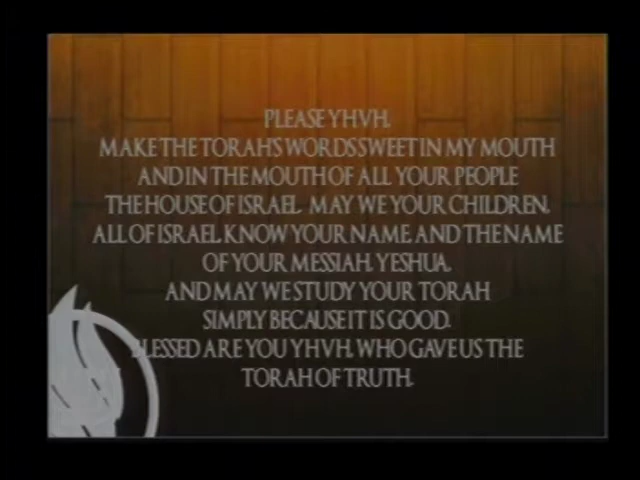 PLEASE YHVH,
MAKE THE TORAH'S WORDS SWEET IN MY MOUTH
AND IN THE MOUTH OF ALL YOUR PEOPLE
THE HOUSE OF ISRAEL. MAY WE YOUR CHILDREN,
ALL OF ISRAEL, KNOW YOUR NAME, AND THE NAME
OF YOUR MESSIAH, YESHUA,
AND MAY WE STUDY YOUR TORAH
SIMPLY BECAUSE IT IS GOOD.
BLESSED ARE YOU YHVH, WHO GAVE US THE
TORAH OF TRUTH.